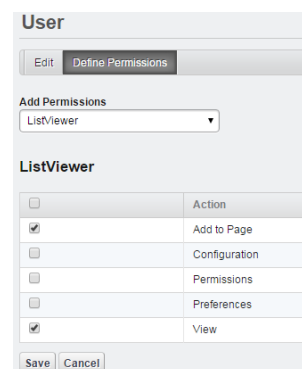 User
Edit Define Permissions
Add Permissions
ListViewer
ListViewer
Action
Add to Page
Configuration
Permissions
Preferences
View
Save Cancel